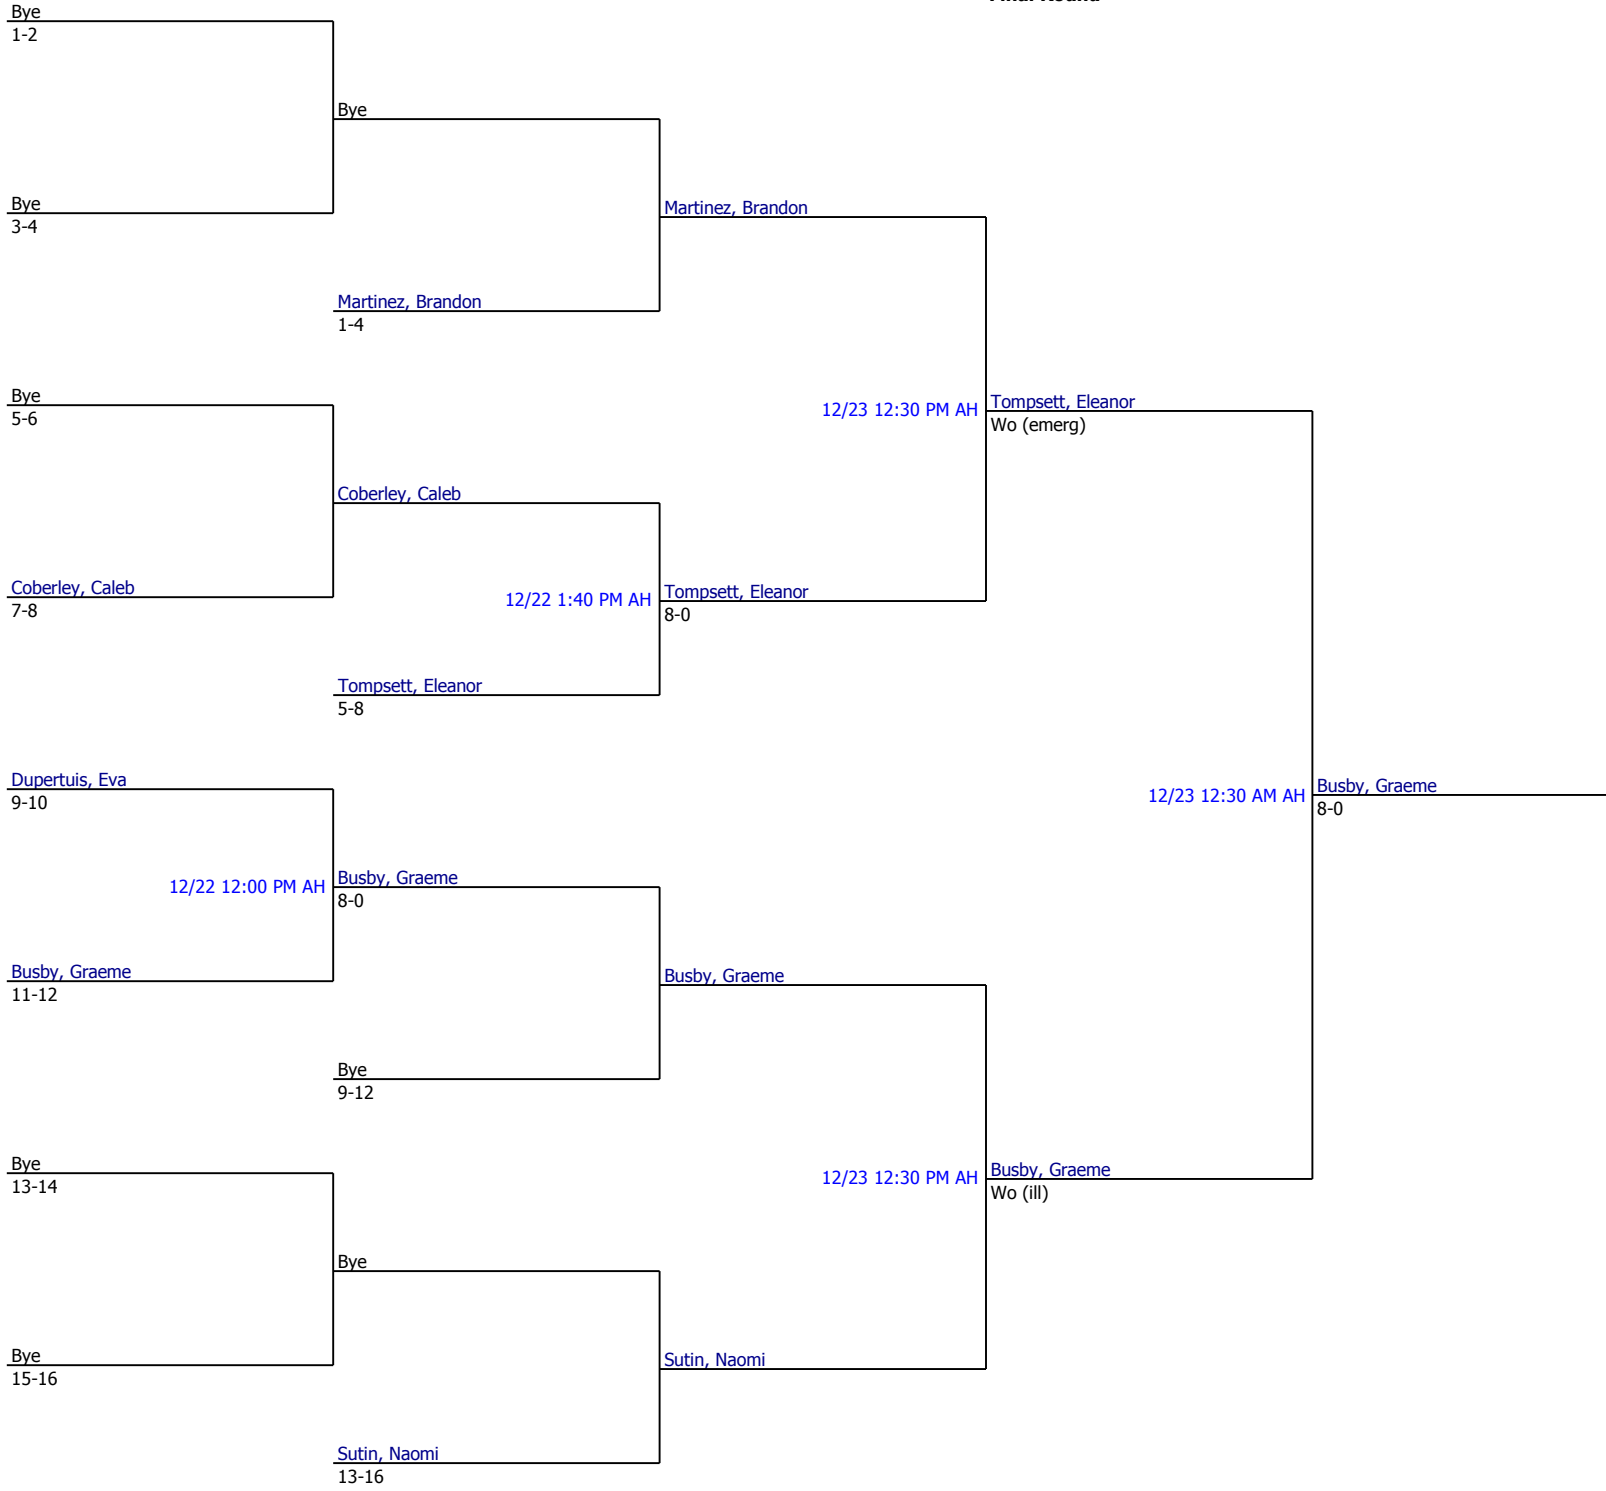 Bye
1-2
Bye
Bye
3-4
Martinez, Brandon
Martinez, Brandon
1-4
Bye
5-6
12/23 12:30 PM AH
Tompsett, Eleanor
Wo (emerg)
Coberley, Caleb
Coberley, Caleb
7-8
12/22 1:40 PM AH
Tompsett, Eleanor
8-0
Tompsett, Eleanor
5-8
Dupertuis, Eva
9-10
12/23 12:30 AM AH
Busby, Graeme
8-0
12/22 12:00 PM AH
Busby, Graeme
8-0
Busby, Graeme
11-12
Busby, Graeme
Bye
9-12
Bye
13-14
12/23 12:30 PM AH
Busby, Graeme
Wo (ill)
Bye
Bye
15-16
Sutin, Naomi
Sutin, Naomi
13-16